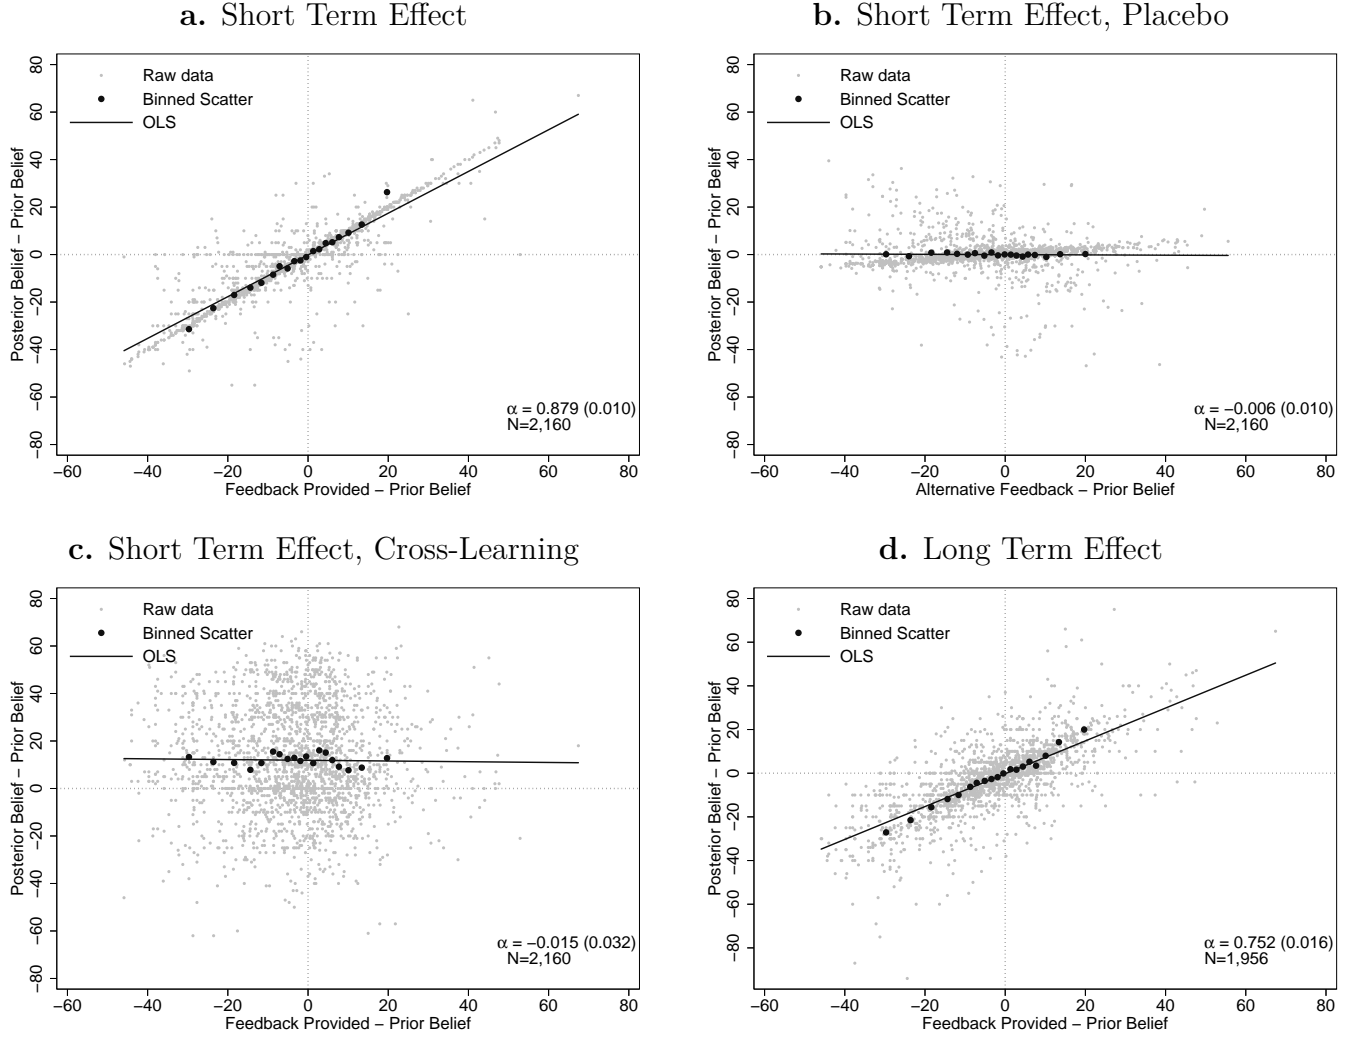 a. Short Term Effect
80
60
40
20
0
−20
−40
−60
−80
Posterior Belief − Prior Belief
Raw data
Binned Scatter
OLS
α = 0.879 (0.010)
N=2,160
−60 −40 −20 0 20 40 60 80
Feedback Provided − Prior Belief
b. Short Term Effect, Placebo
80
60
40
20
0
−20
−40
−60
−80
Posterior Belief − Prior Belief
Raw data
Binned Scatter
OLS
α = −0.006 (0.010)
N=2,160
−60 −40 −20 0 20 40 60 80
Alternative Feedback − Prior Belief
c. Short Term Effect, Cross-Learning
80
60
40
20
0
−20
−40
−60
−80
Posterior Belief − Prior Belief
Raw data
Binned Scatter
OLS
α = −0.015 (0.032)
N=2,160
−60 −40 −20 0 20 40 60 80
Feedback Provided − Prior Belief
d. Long Term Effect
80
60
40
20
0
−20
−40
−60
−80
Posterior Belief − Prior Belief
Raw data
Binned Scatter
OLS
α = 0.752 (0.016)
N=1,956
−60 −40 −20 0 20 40 60 80
Feedback Provided − Prior Belief